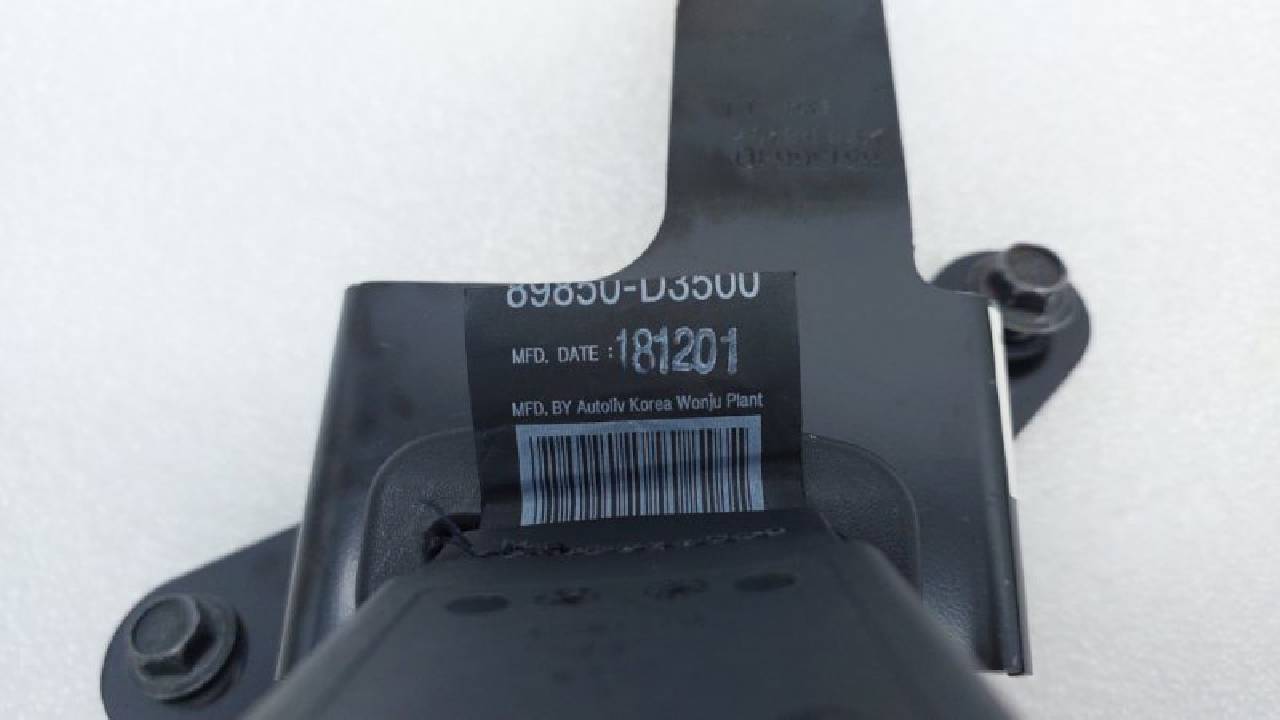 89850-D3500
MFD. DATE : 181201
MFD. BY Autoliv Korea Wonju Plant